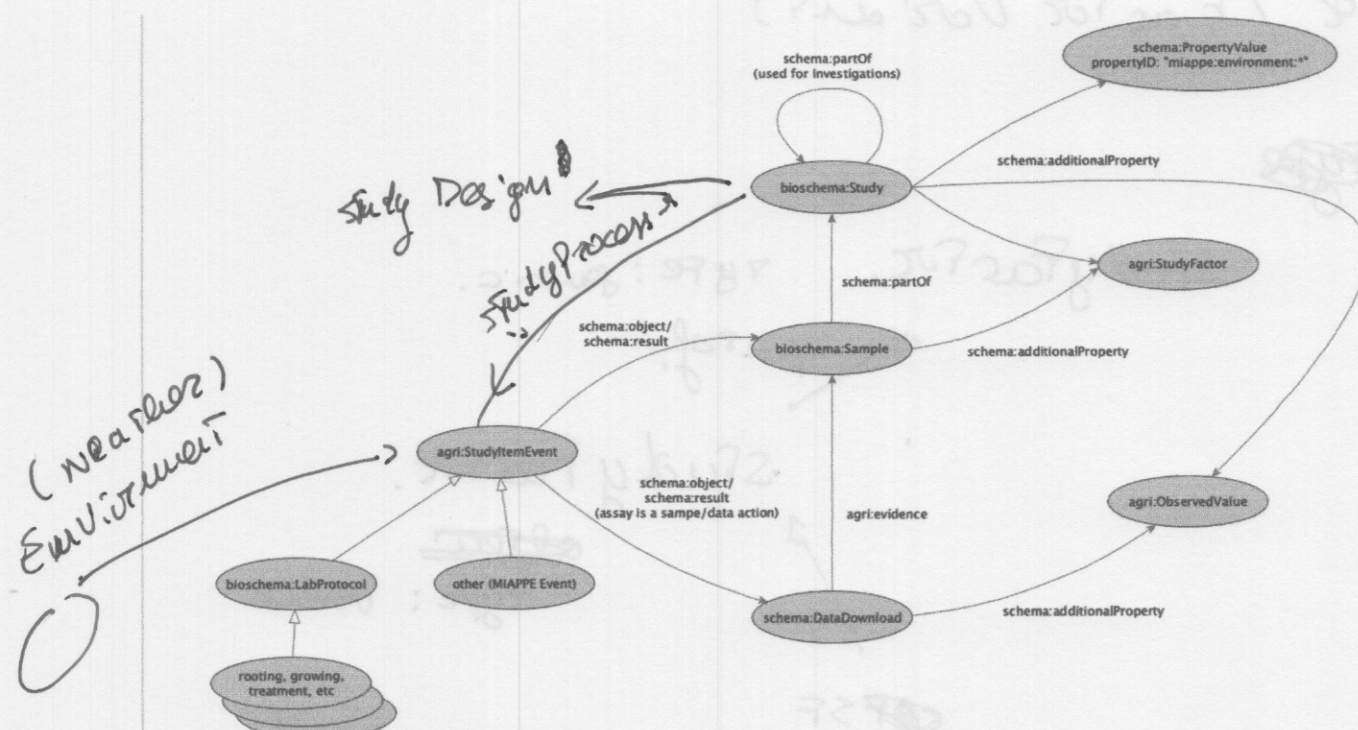 schema:PropertyValue
propertyID: "miappe:environment:*"
schema:partOf
(used for Investigations)
schema:additionalProperty
bioschema:Study
Study Design
StudyProcess
agri:StudyFactor
schema:partOf
schema:object/
schema:result
bioschema:Sample
schema:additionalProperty
(weather)
Envirument
agri:StudyItemEvent
schema:object/
schema:result
(assay is a sampe/data action)
agri:evidence
agri:ObservedValue
bioschema:LabProtocol
other (MIAPPE Event)
schema:DataDownload
schema:additionalProperty
rooting, growing,
treatment, etc